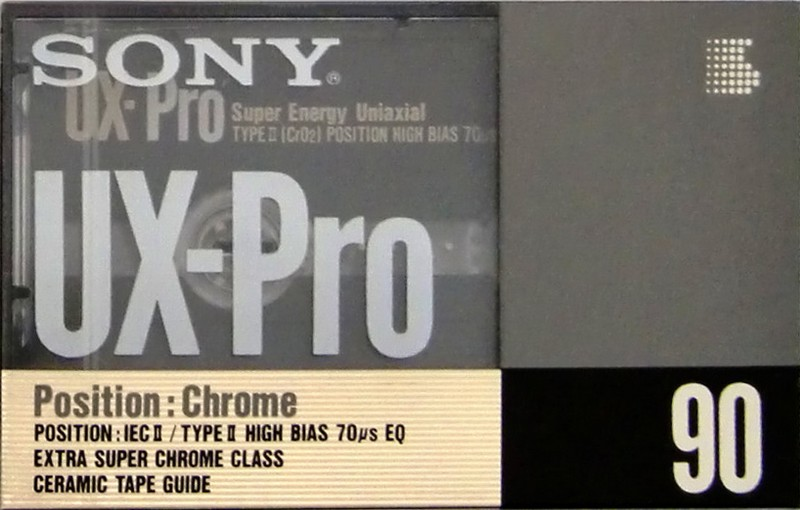 SONY®
UX-Pro Super Energy Uniaxial
TYPE II (CrO2) POSITION HIGH BIAS 70μs
UX-Pro
Position : Chrome
POSITION : IEC II / TYPE II HIGH BIAS 70μs EQ
EXTRA SUPER CHROME CLASS
CERAMIC TAPE GUIDE
90